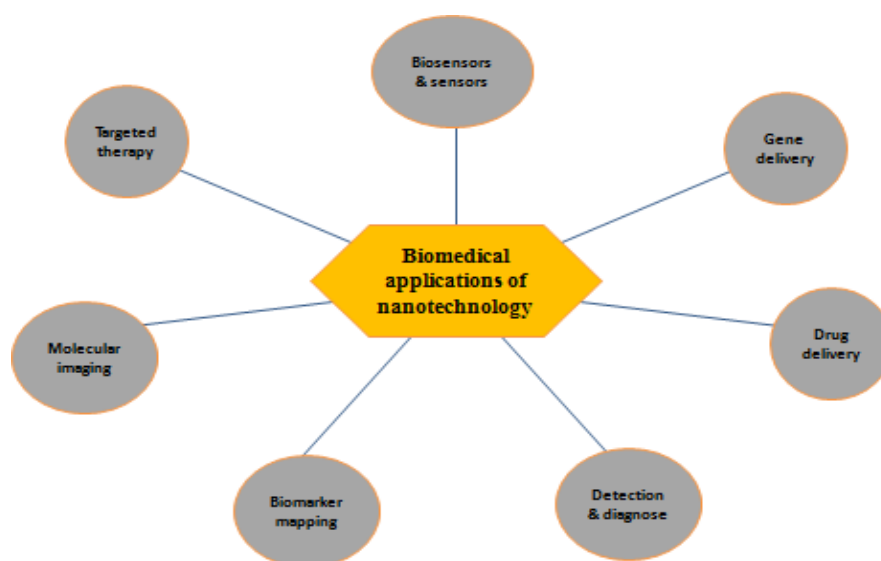 Biosensors
& sensors
Targeted
therapy
Gene
delivery
Biomedical
applications of
nanotechnology
Molecular
imaging
Drug
delivery
Biomarker
mapping
Detection
& diagnose